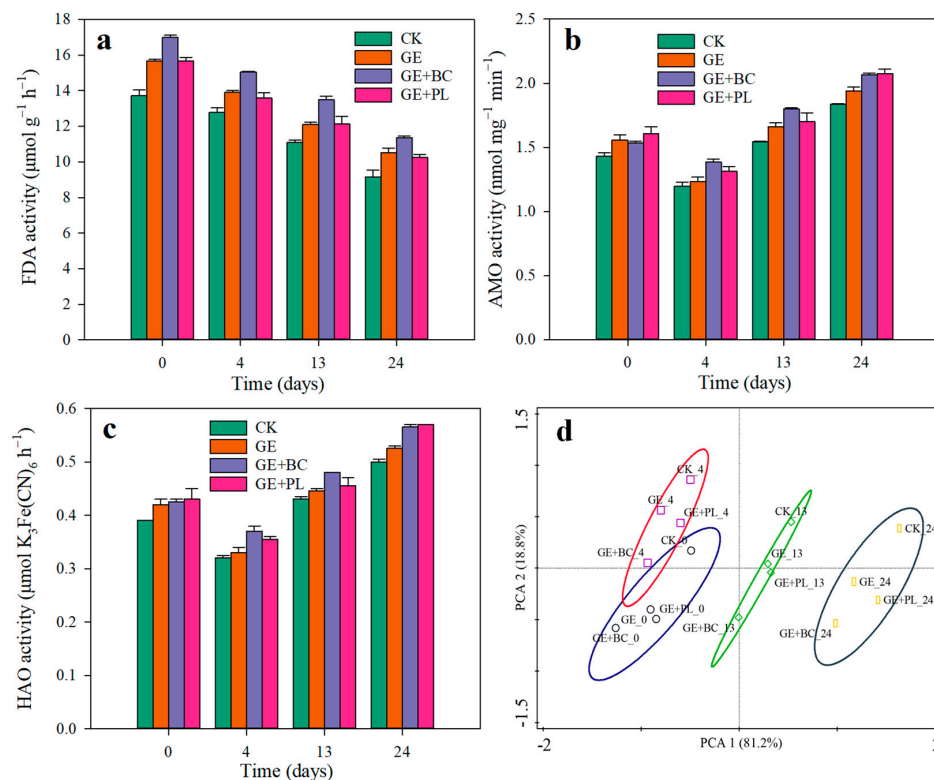 a
CK
GE
GE+BC
GE+PL
FDA activity (μmol g⁻¹ h⁻¹)
18
16
14
12
10
8
6
4
2
0
0 4 13 24
Time (days)
b
CK
GE
GE+BC
GE+PL
AMO activity (nmol mg⁻¹ min⁻¹)
2.5
2.0
1.5
1.0
0.5
0.0
0 4 8 24
Time (days)
c
CK
GE
GE+BC
GE+PL
HAO activity (μmol K₃Fe(CN)₆ h⁻¹)
0.6
0.5
0.4
0.3
0.2
0.1
0.0
0 4 13 24
Time (days)
d
1.5
PCA 2 (18.8%)
-1.5
CK_4
GE_4
GE+PL_4
CK_0
GE+BC_4
GE+PL_0
GE_0
GE+BC_0
CK_13
GE_13
GE+PL_13
GE+BC_13
CK_24
GE_24
GE+PL_24
GE+BC_24
-2
PCA 1 (81.2%)
2